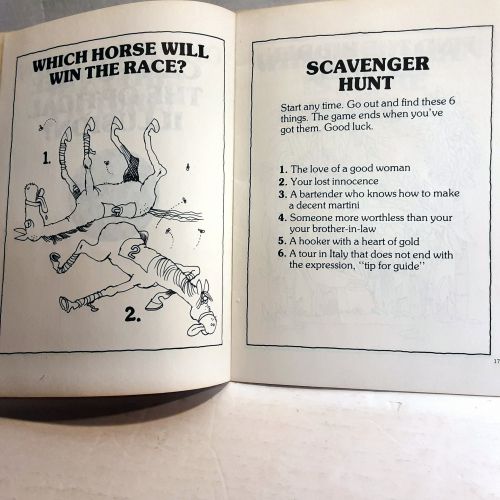 WHICH HORSE WILL
WIN THE RACE?
1.
2
2
2.
SCAVENGER
HUNT
Start any time. Go out and find these 6
things. The game ends when you've
got them. Good luck.
1. The love of a good woman
2. Your lost innocence
3. A bartender who knows how to make
a decent martini
4. Someone more worthless than your
your brother-in-law
5. A hooker with a heart of gold
6. A tour in Italy that does not end with
the expression, "tip for guide"
17